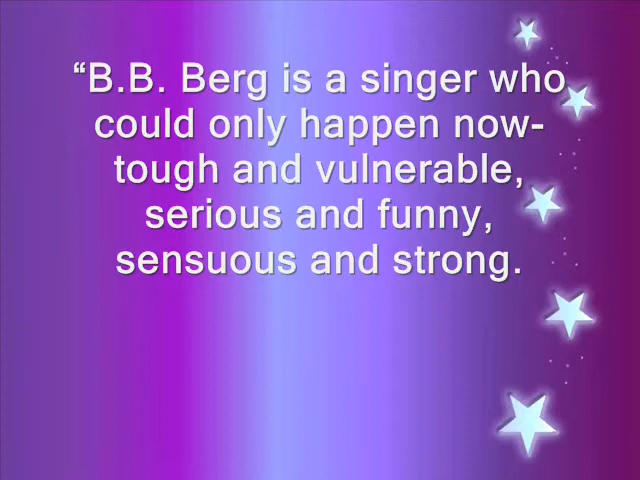 “B.B. Berg is a singer who
could only happen now-
tough and vulnerable,
serious and funny,
sensuous and strong.